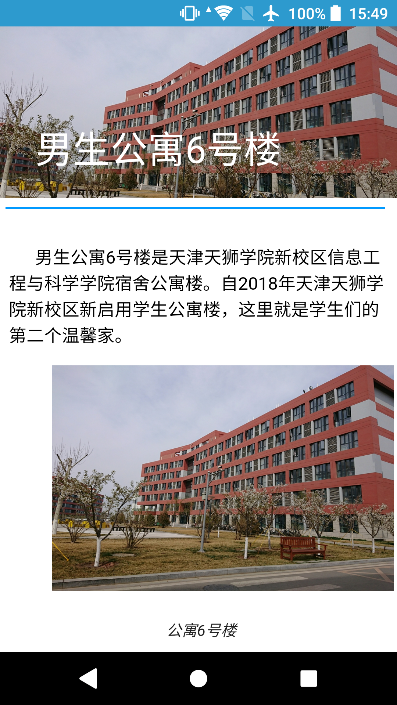 100% 15:49
男生公寓6号楼
男生公寓6号楼是天津天狮学院新校区信息工
程与科学学院宿舍公寓楼。自2018年天津天狮学
院新校区新启用学生公寓楼，这里就是学生们的
第二个温馨家。
公寓6号楼